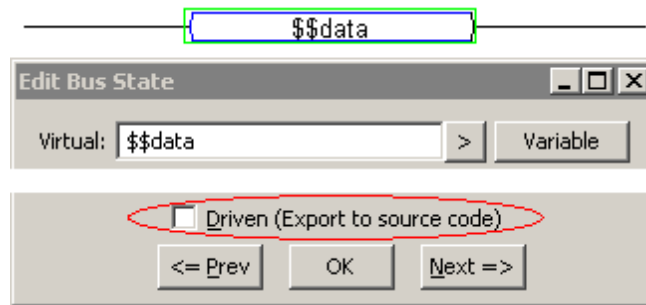 $$data
Edit Bus State
Virtual: $$data > Variable
Driven (Export to source code)
<= Prev OK Next =>